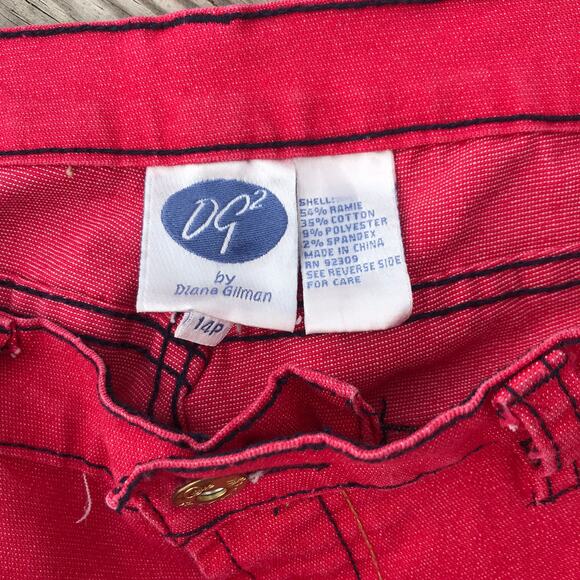 DG2
by
Diane Gilman
14P
SHELL:
54% RAMIE
35% COTTON
9% POLYESTER
2% SPANDEX
MADE IN CHINA
RN 92309
SEE REVERSE SIDE
FOR CARE